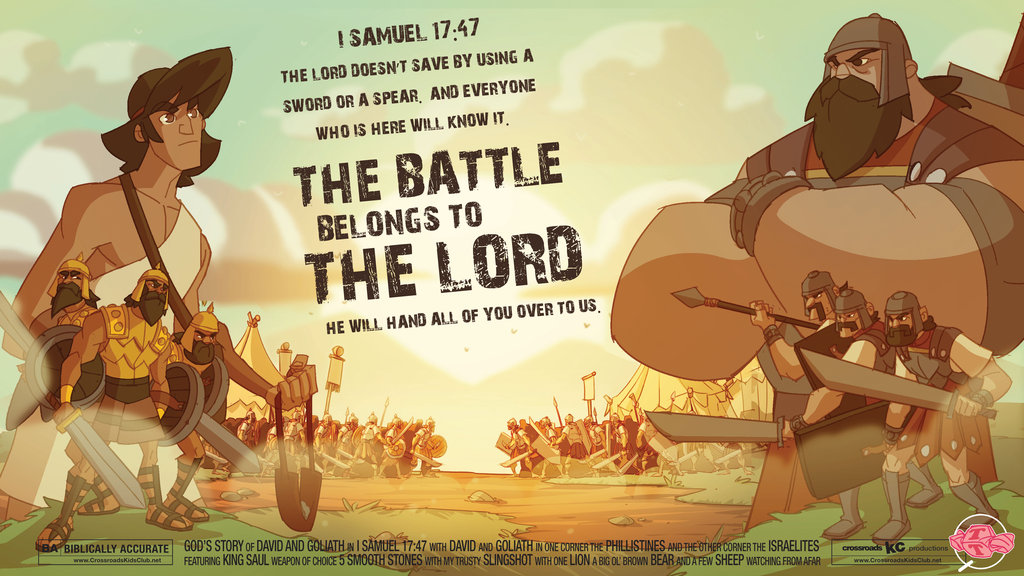 I SAMUEL 17:47
THE LORD DOESN'T SAVE BY USING A
SWORD OR A SPEAR. AND EVERYONE
WHO IS HERE WILL KNOW IT.
THE BATTLE
BELONGS TO
THE LORD
HE WILL HAND ALL OF YOU OVER TO US.
BA BIBLICALLY ACCURATE
www.CrossroadsKidsClub.net
GOD'S STORY OF DAVID AND GOLIATH IN I SAMUEL 17:47 WITH DAVID AND GOLIATH IN ONE CORNER THE PHILLISTINES AND THE OTHER CORNER THE ISRAELITES
FEATURING KING SAUL WEAPON OF CHOICE 5 SMOOTH STONES WITH MY TRUSTY SLINGSHOT WITH ONE LION A BIG OL' BROWN BEAR AND A FEW SHEEP WATCHING FROM AFAR
crossroads KC productions
www.CrossroadsKidsClub.net